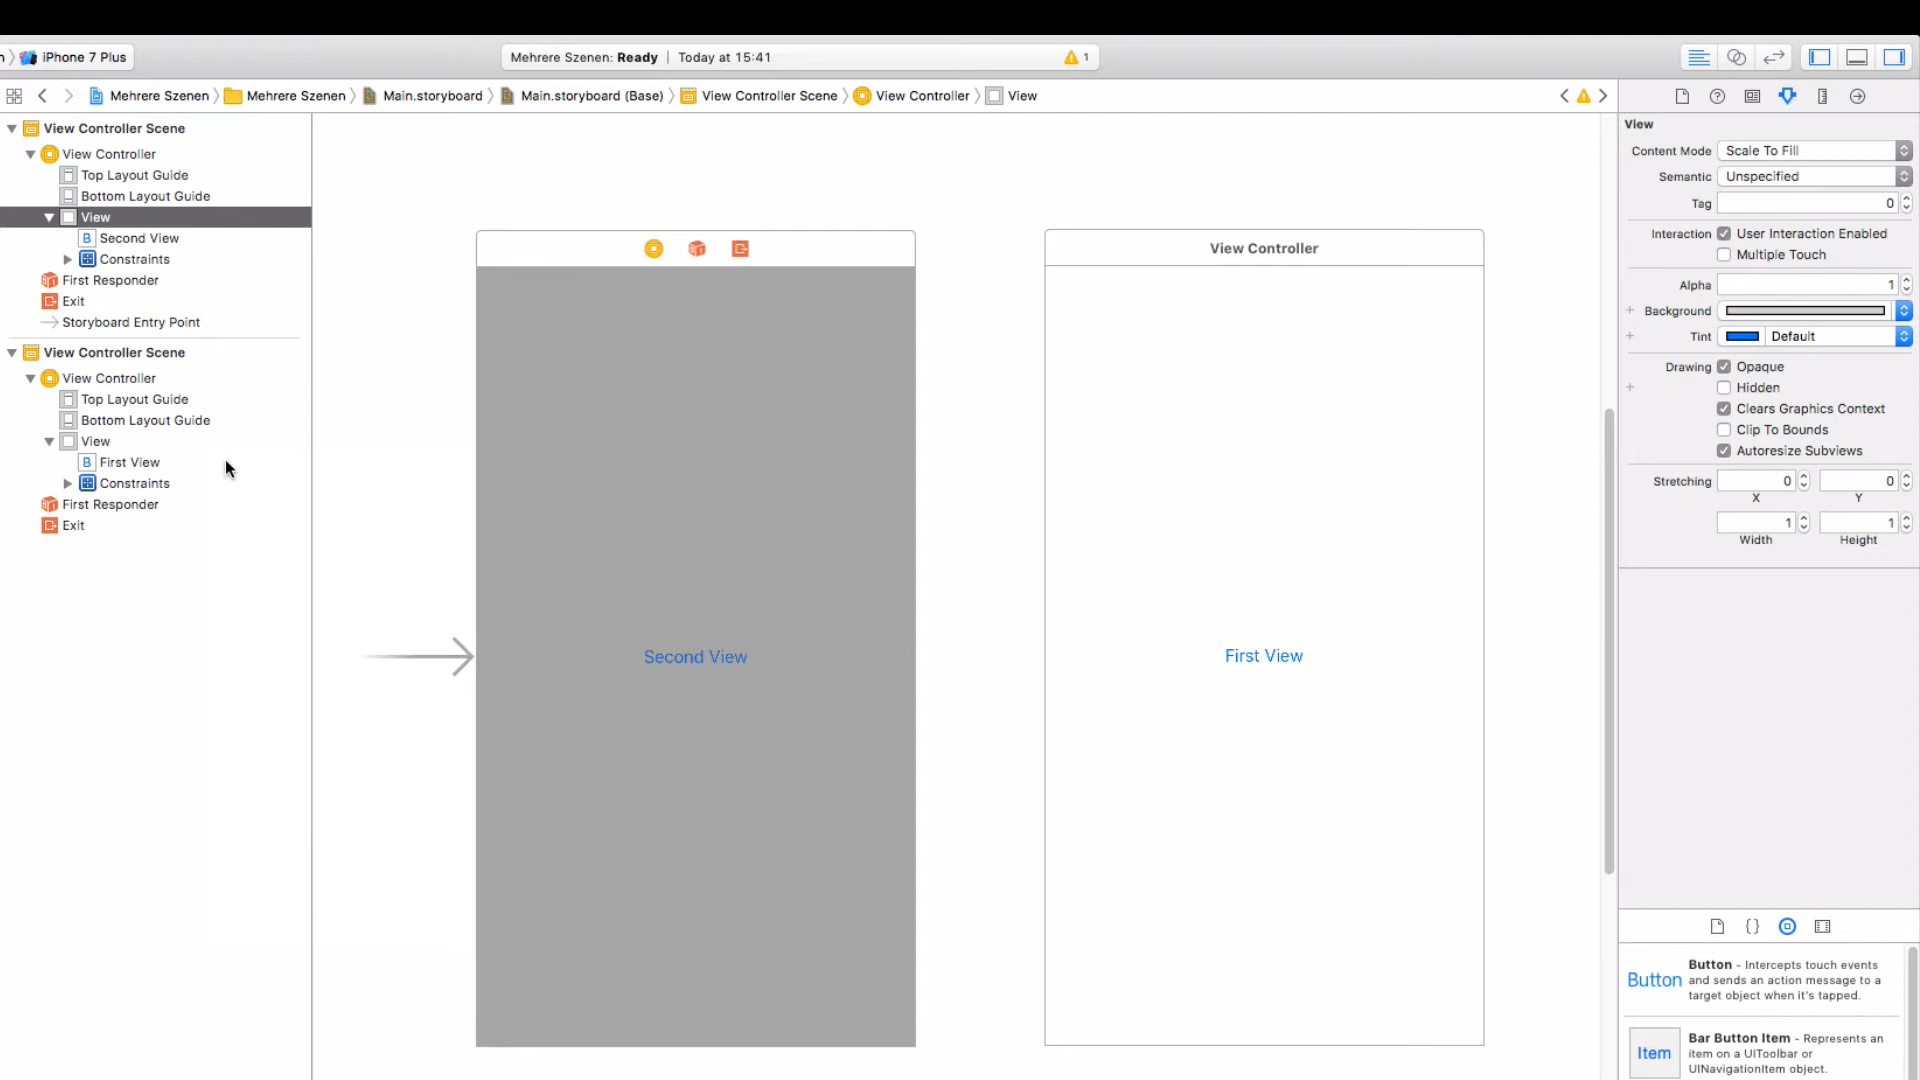 iPhone 7 Plus
Mehrere Szenen: Ready | Today at 15:41
1
Mehrere Szenen
Mehrere Szenen
Main.storyboard
Main.storyboard (Base)
View Controller Scene
View Controller
View
View Controller Scene
View Controller
Top Layout Guide
Bottom Layout Guide
View
B Second View
Constraints
First Responder
Exit
Storyboard Entry Point
View Controller Scene
View Controller
Top Layout Guide
Bottom Layout Guide
View
B First View
Constraints
First Responder
Exit
Second View
View Controller
First View
View
Content Mode Scale To Fill
Semantic Unspecified
Tag 0
Interaction User Interaction Enabled
Multiple Touch
Alpha 1
+ Background
+ Tint Default
Drawing Opaque
+ Hidden
Clears Graphics Context
Clip To Bounds
Autoresize Subviews
Stretching 0 0
X Y
1 1
Width Height
{}
Button
Button - Intercepts touch events
and sends an action message to a
target object when it's tapped.
Item
Bar Button Item - Represents an
item on a UIToolbar or
UINavigationItem object.